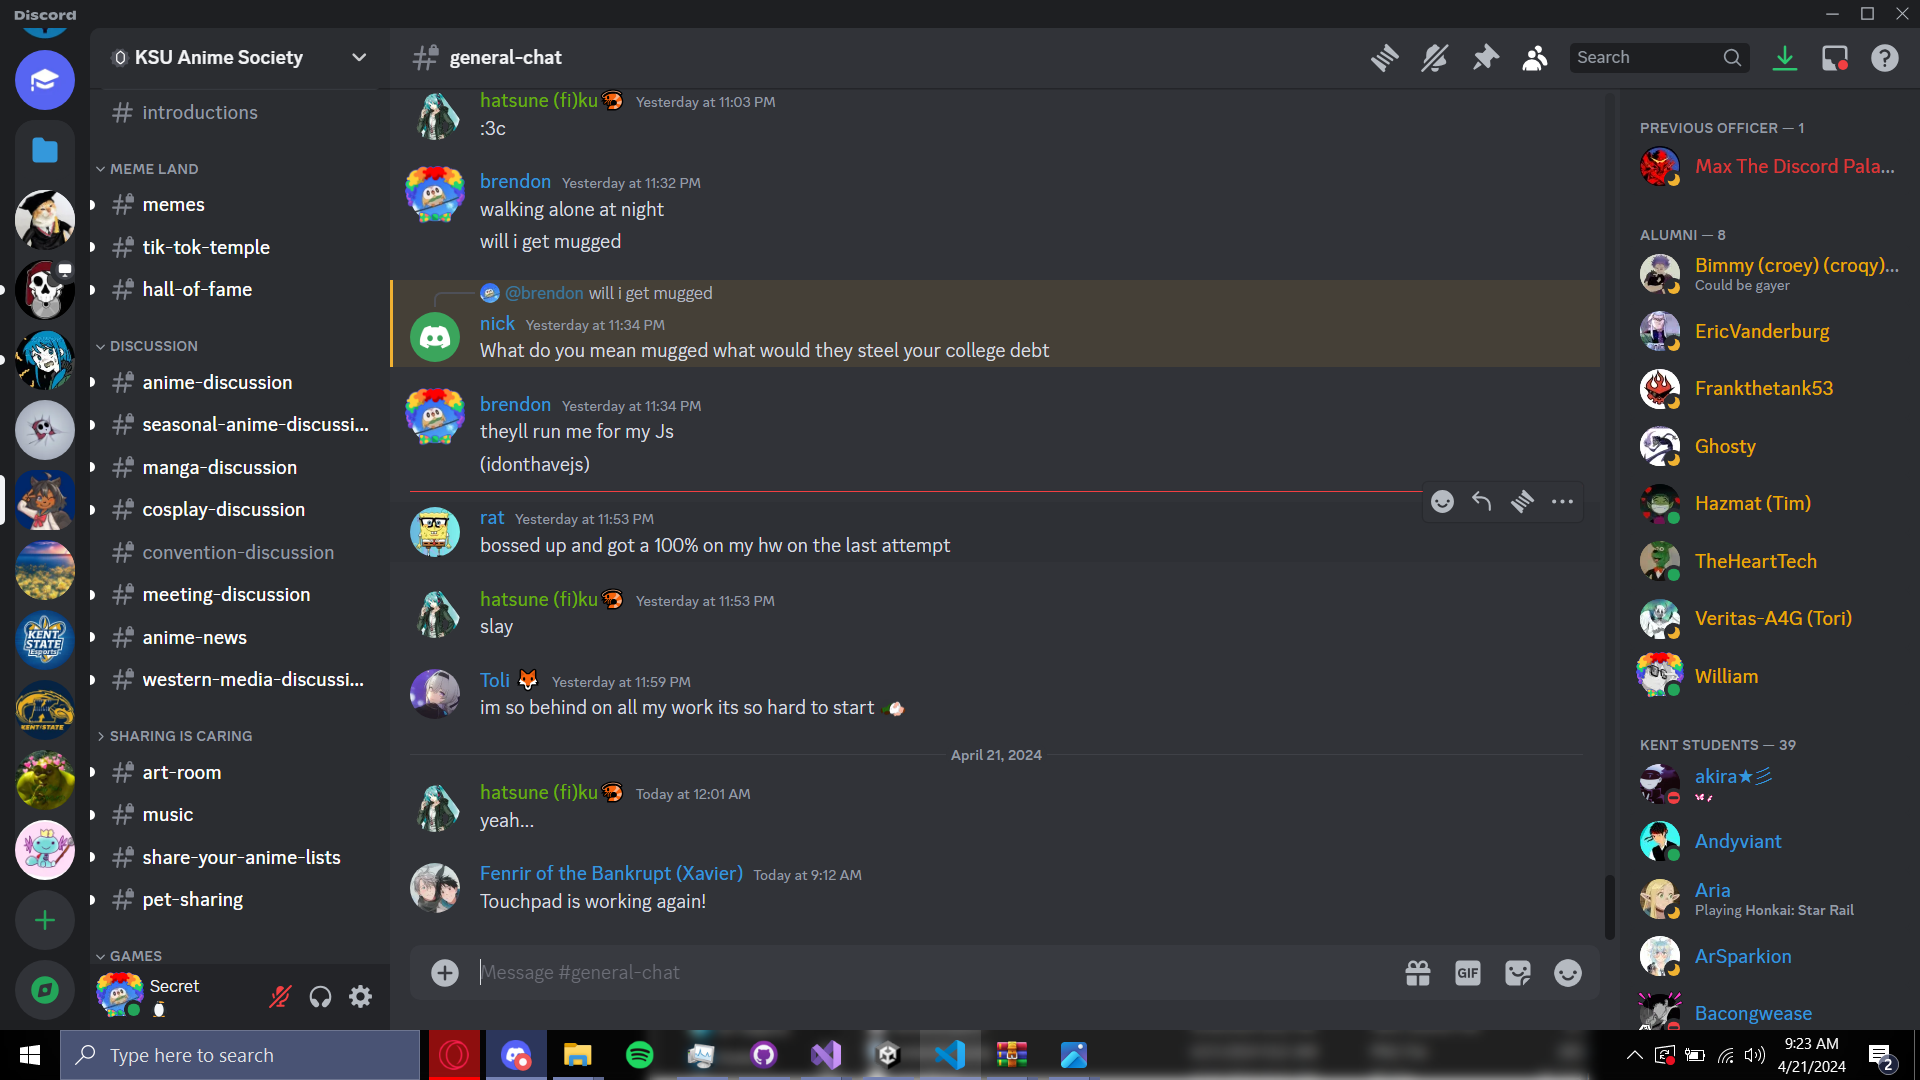 Discord
KSU Anime Society
introductions
MEME LAND
memes
tik-tok-temple
hall-of-fame
DISCUSSION
anime-discussion
seasonal-anime-discussi...
manga-discussion
cosplay-discussion
convention-discussion
meeting-discussion
anime-news
western-media-discussi...
SHARING IS CARING
art-room
music
share-your-anime-lists
pet-sharing
GAMES
Secret
KENT STATE Esports
KENT STATE
general-chat
Search
hatsune (fi)ku Yesterday at 11:03 PM
:3c
brendon Yesterday at 11:32 PM
walking alone at night
will i get mugged
@brendon will i get mugged
nick Yesterday at 11:34 PM
What do you mean mugged what would they steel your college debt
brendon Yesterday at 11:34 PM
theyll run me for my Js
(idonthavejs)
rat Yesterday at 11:53 PM
bossed up and got a 100% on my hw on the last attempt
hatsune (fi)ku Yesterday at 11:53 PM
slay
Toli Yesterday at 11:59 PM
im so behind on all my work its so hard to start
April 21, 2024
hatsune (fi)ku Today at 12:01 AM
yeah...
Fenrir of the Bankrupt (Xavier) Today at 9:12 AM
Touchpad is working again!
Message #general-chat
GIF
PREVIOUS OFFICER — 1
Max The Discord Pala...
ALUMNI — 8
Bimmy (croey) (croqy)...
Could be gayer
EricVanderburg
Frankthetank53
Ghosty
Hazmat (Tim)
TheHeartTech
Veritas-A4G (Tori)
William
KENT STUDENTS — 39
akira★彡
Andyviant
Aria
Playing Honkai: Star Rail
ArSparkion
Bacongwease
Type here to search
9:23 AM
4/21/2024
2